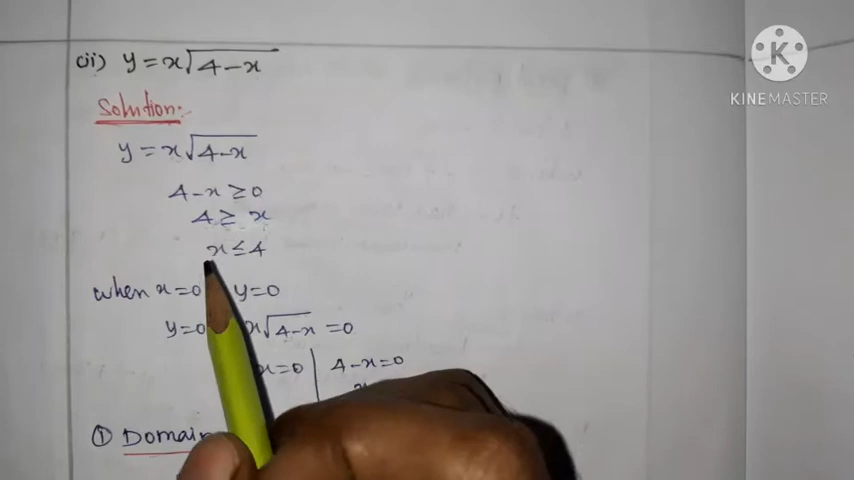 (ii) y = x√(4-x)
Solution:-
y = x√(4-x)
4-x ≥ 0
4 ≥ x
x ≤ 4
when x=0 y=0
y=0 x√(4-x) = 0
x=0 | 4-x=0
① Domain
K
KINEMASTER